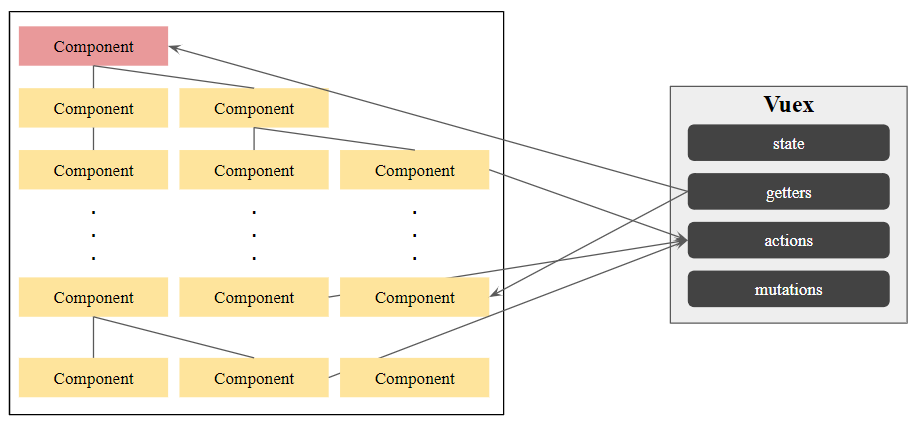 Component
Component
Component
Component
Component
Component
Component
Component
Component
Component
Component
Component
Vuex
state
getters
actions
mutations